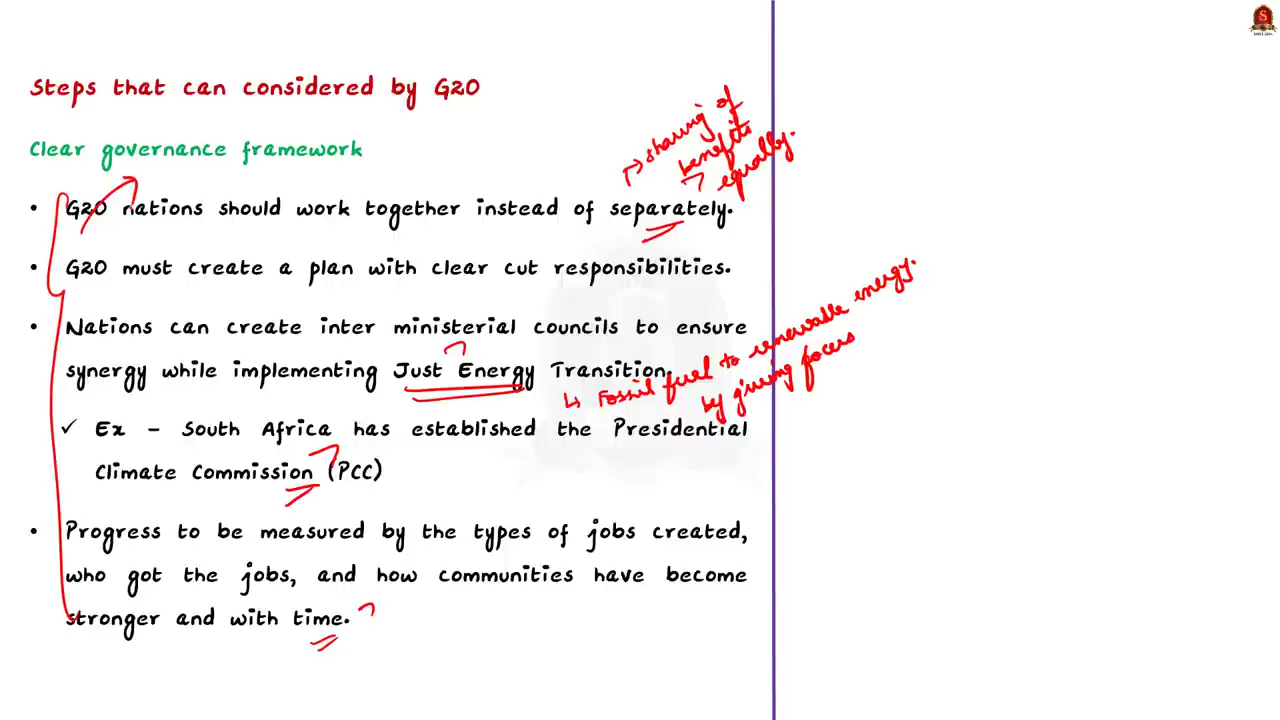 Steps that can considered by G20
sharing of
benefits
equally.
Clear governance framework
• G20 nations should work together instead of separately.
• G20 must create a plan with clear cut responsibilities.
• Nations can create inter ministerial councils to ensure
synergy while implementing Just Energy Transition.
↳ Fossil fuel to renewable energy.
by giving focus
✓ Ex - South Africa has established the Presidential
Climate Commission (PCC)
• Progress to be measured by the types of jobs created,
who got the jobs, and how communities have become
stronger and with time.